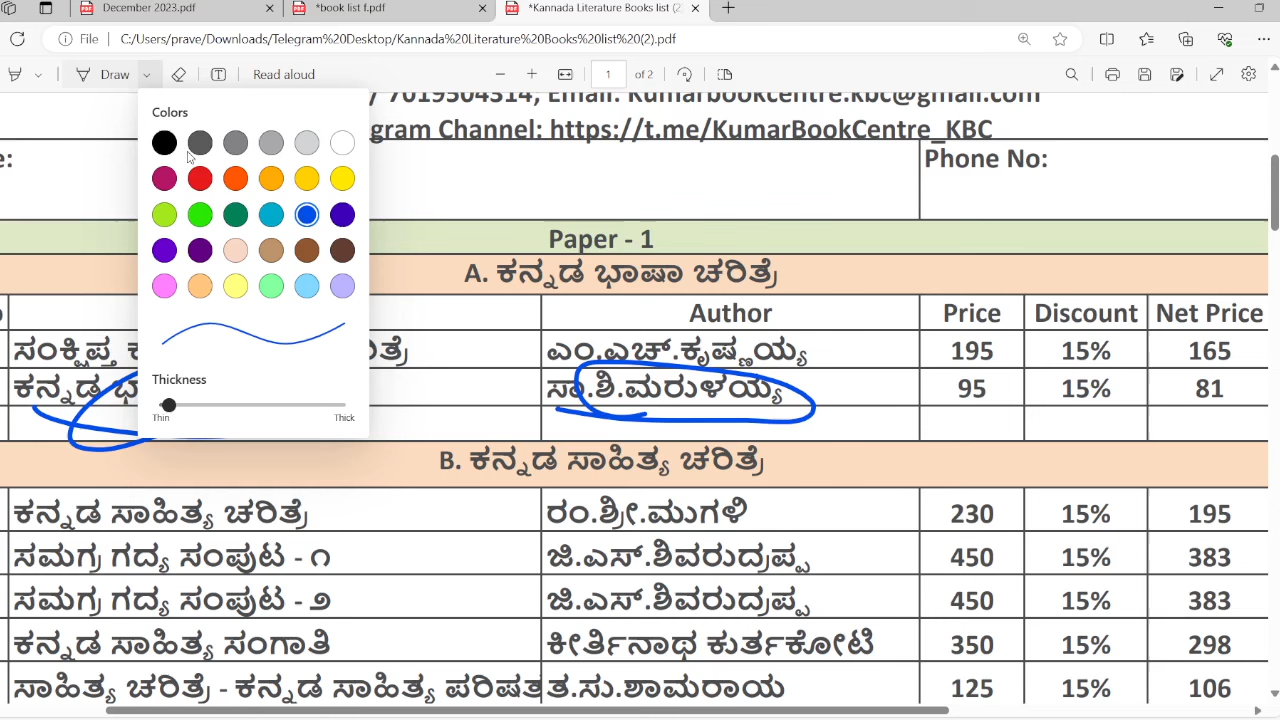 December 2023.pdf
*book list f.pdf
*Kannada Literature Books list (2)
File C:/Users/prave/Downloads/Telegram%20Desktop/Kannada%20Literature%20Books%20list%20(2).pdf
Draw Read aloud 1 of 2
Colors
Thickness
Thin Thick
7019504314, Email: Kumarbookcentre.kbc@gmail.com
gram Channel: https://t.me/KumarBookCentre_KBC
e: Phone No:
Paper - 1
A. ಕನ್ನಡ ಭಾಷಾ ಚರಿತ್ರೆ
Author Price Discount Net Price
ಸಂಕ್ಷಿಪ್ತ ಎಂ.ಎಚ್.ಕೃಷ್ಣಯ್ಯ 195 15% 165
ಕನ್ನಡ ಸಾ.ಶಿ.ಮರುಳಯ್ಯ 95 15% 81
B. ಕನ್ನಡ ಸಾಹಿತ್ಯ ಚರಿತ್ರೆ
ಕನ್ನಡ ಸಾಹಿತ್ಯ ಚರಿತ್ರೆ ರಂ.ಶ್ರೀ.ಮುಗಳಿ 230 15% 195
ಸಮಗ್ರ ಗದ್ಯ ಸಂಪುಟ - ೧ ಜಿ.ಎಸ್.ಶಿವರುದ್ರಪ್ಪ 450 15% 383
ಸಮಗ್ರ ಗದ್ಯ ಸಂಪುಟ - ೨ ಜಿ.ಎಸ್.ಶಿವರುದ್ರಪ್ಪ 450 15% 383
ಕನ್ನಡ ಸಾಹಿತ್ಯ ಸಂಗಾತಿ ಕೀರ್ತಿನಾಥ ಕುರ್ತಕೋಟಿ 350 15% 298
ಸಾಹಿತ್ಯ ಚರಿತ್ರೆ - ಕನ್ನಡ ಸಾಹಿತ್ಯ ಪರಿಷತ ತ.ಸು.ಶಾಮರಾಯ 125 15% 106